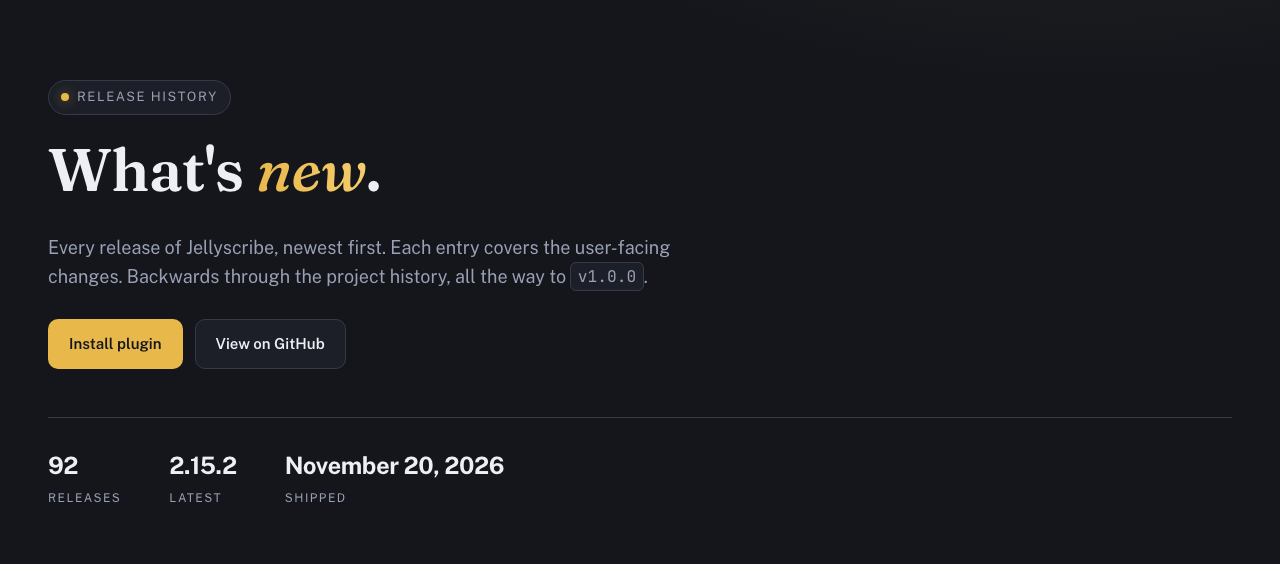 RELEASE HISTORY
What's new.
Every release of Jellyscribe, newest first. Each entry covers the user-facing
changes. Backwards through the project history, all the way to v1.0.0.
Install plugin
View on GitHub
92
RELEASES
2.15.2
LATEST
November 20, 2026
SHIPPED